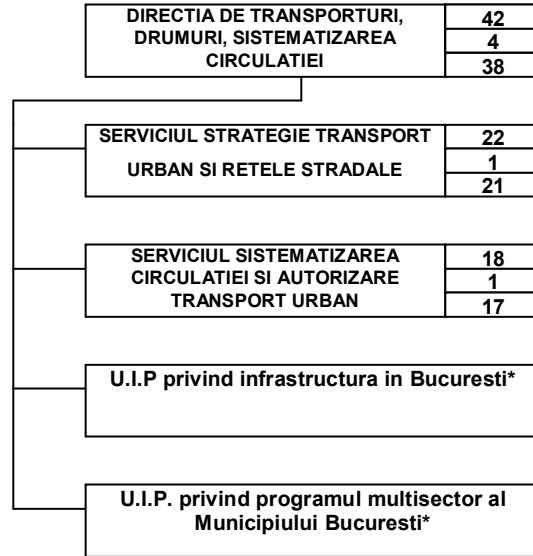 DIRECTIA DE TRANSPORTURI,
DRUMURI, SISTEMATIZAREA
CIRCULATIEI
42
4
38
SERVICIUL STRATEGIE TRANSPORT
URBAN SI RETELE STRADALE
22
1
21
SERVICIUL SISTEMATIZAREA
CIRCULATIEI SI AUTORIZARE
TRANSPORT URBAN
18
1
17
U.I.P privind infrastructura in Bucuresti*
U.I.P. privind programul multisector al
Municipiului Bucuresti*